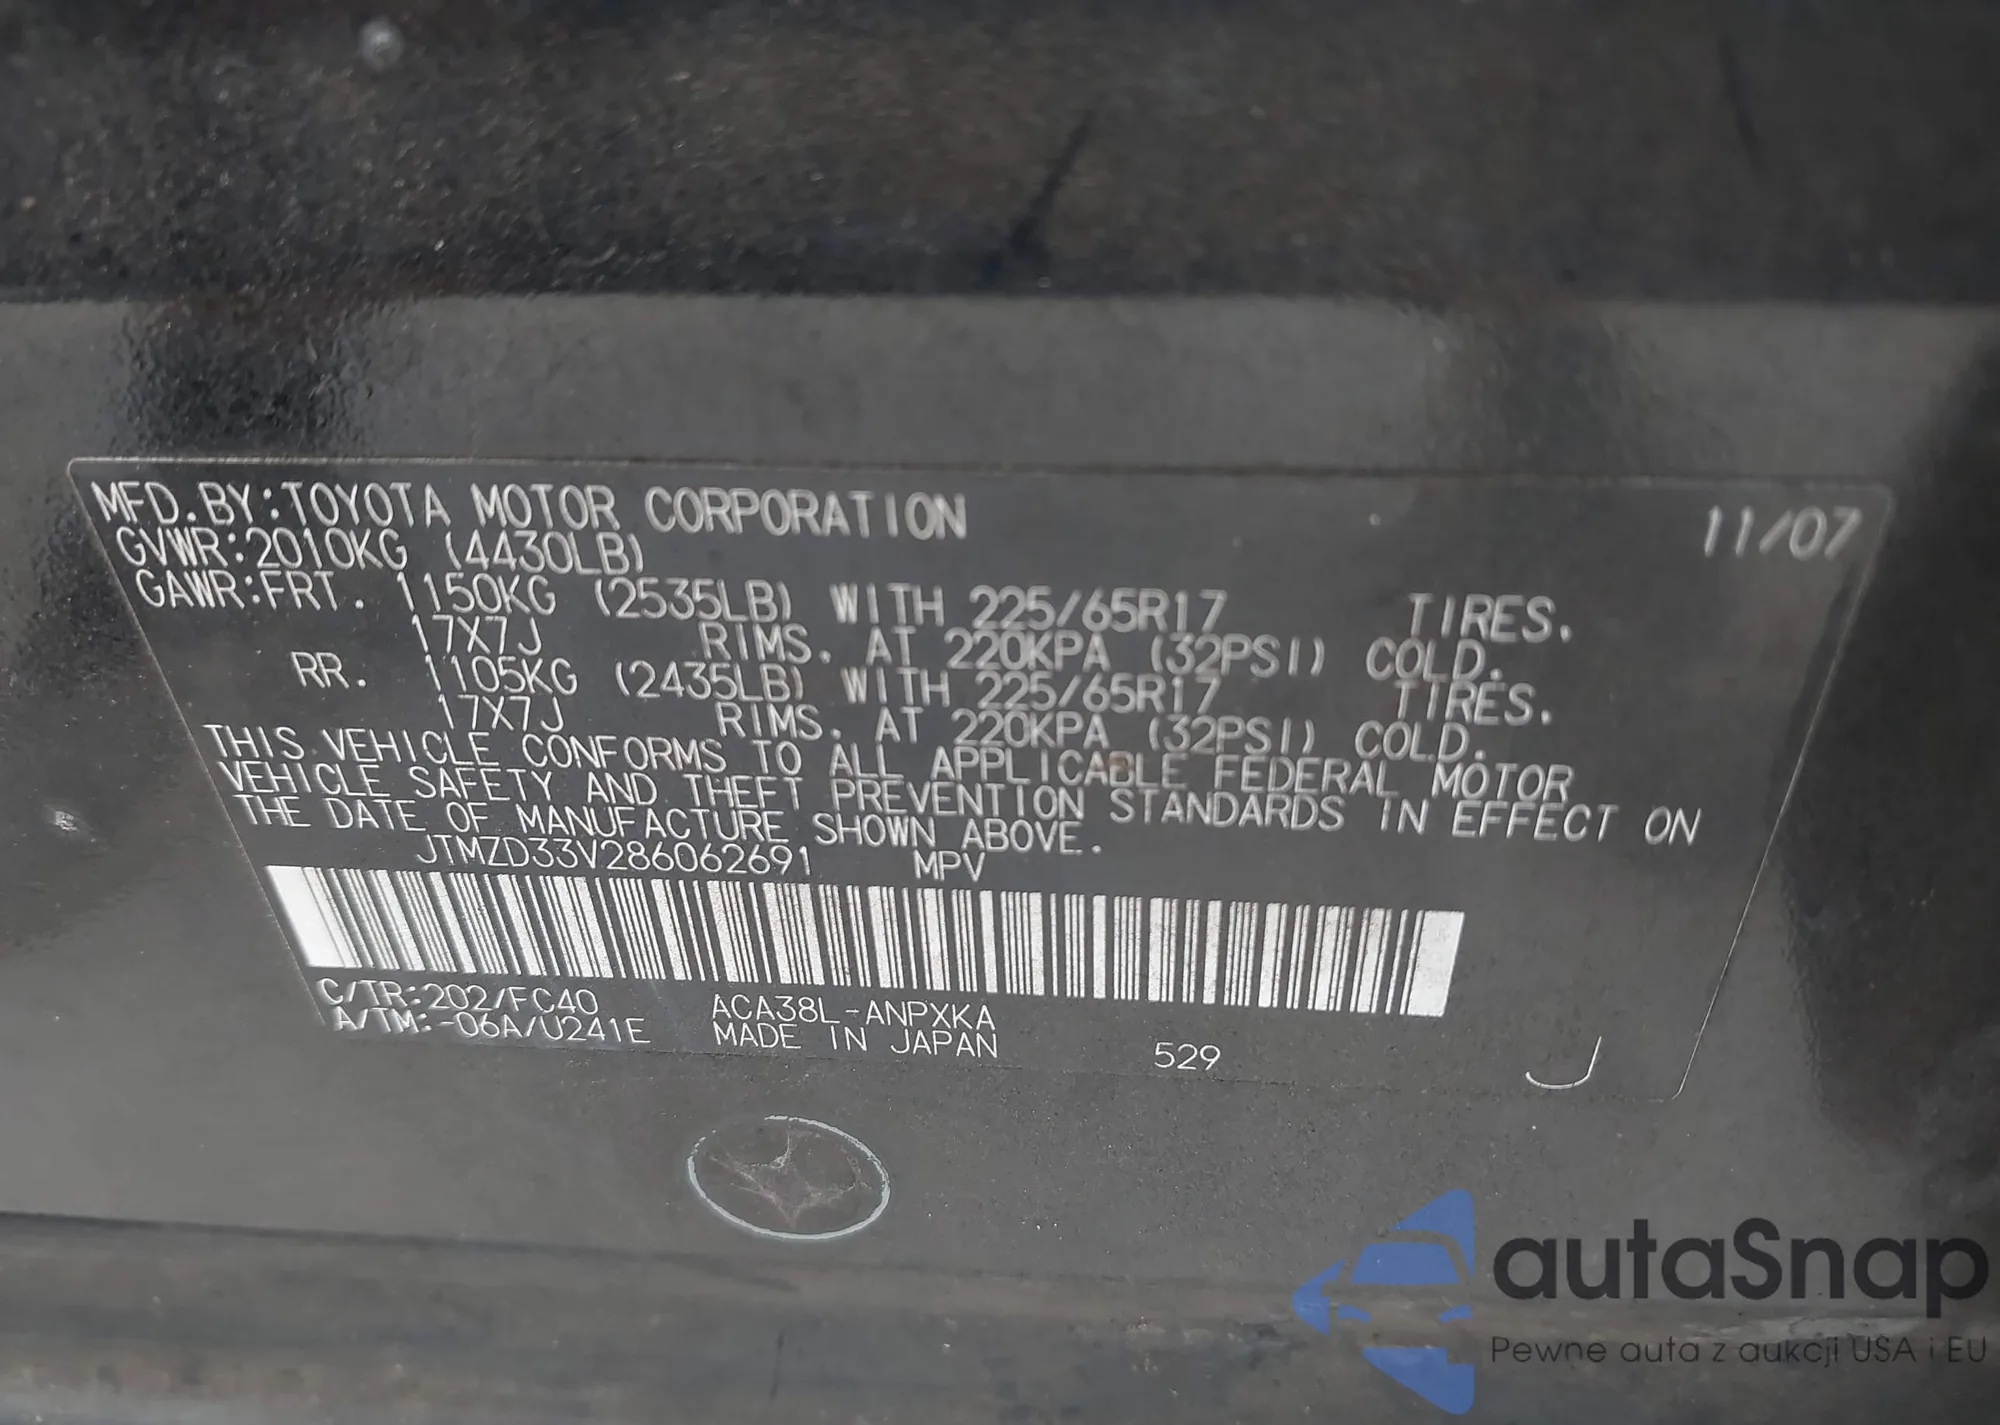 MFD.BY:TOYOTA MOTOR CORPORATION 11/07
GVWR:2010KG (4430LB)
GAWR:FRT. 1150KG (2535LB) WITH 225/65R17 TIRES.
17X7J RIMS. AT 220KPA (32PSI) COLD.
RR. 1105KG (2435LB) WITH 225/65R17 TIRES.
17X7J RIMS. AT 220KPA (32PSI) COLD.
THIS VEHICLE CONFORMS TO ALL APPLICABLE FEDERAL MOTOR
VEHICLE SAFETY AND THEFT PREVENTION STANDARDS IN EFFECT ON
THE DATE OF MANUFACTURE SHOWN ABOVE.
JTMZD33V286062691 MPV
C/TR:202/FC40 ACA38L-ANPXKA
A/TM:-06A/U241E MADE IN JAPAN 529 J
autaSnap
Pewne auta z aukcji USA i EU